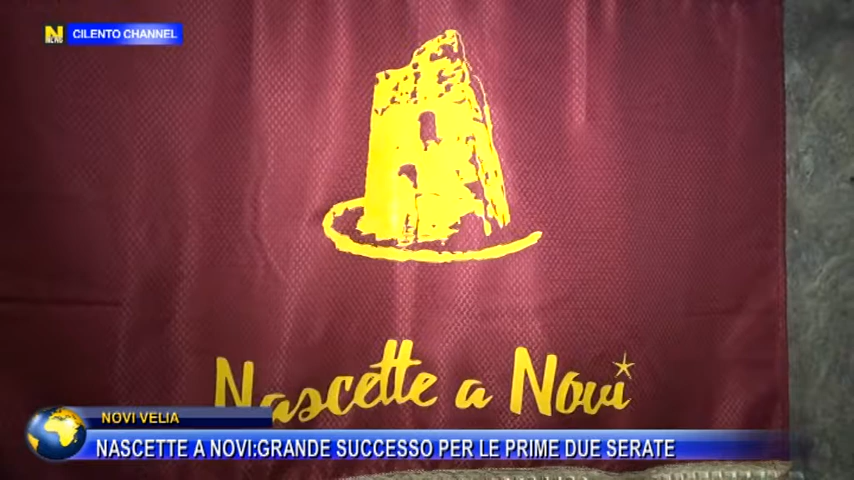 N
CILENTO CHANNEL
Nascette a Novi
NOVI VELIA
NASCETTE A NOVI:GRANDE SUCCESSO PER LE PRIME DUE SERATE